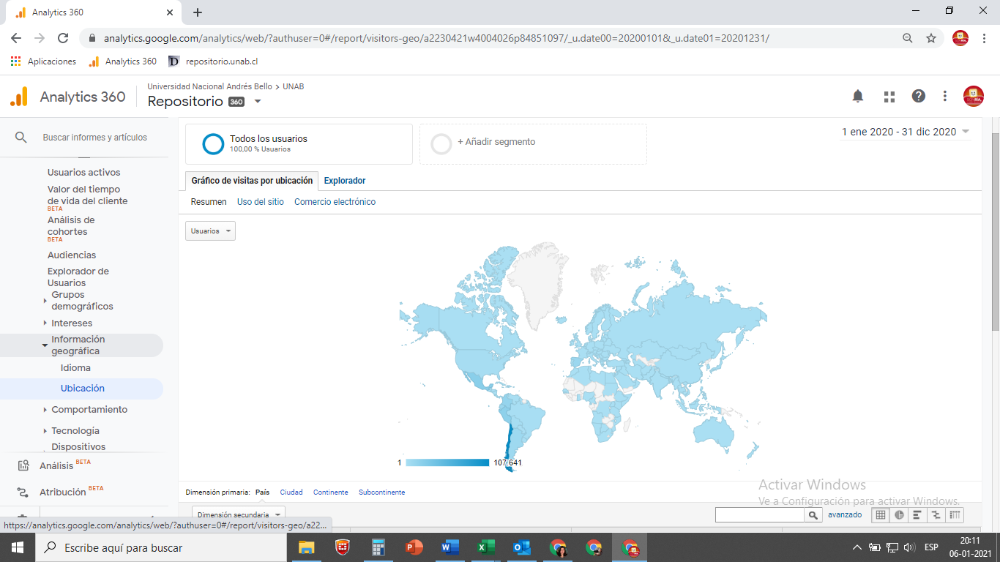 Analytics 360
analytics.google.com/analytics/web/?authuser=0#/report/visitors-geo/a2230421w4004026p84851097/_u.date00=20200101&_u.date01=20201231/
Aplicaciones
Analytics 360
repositorio.unab.cl
Analytics 360
Universidad Nacional Andrés Bello > UNAB
Repositorio 360
Buscar informes y artículos
Usuarios activos
Valor del tiempo
de vida del cliente
BETA
Análisis de
cohortes
BETA
Audiencias
Explorador de
Usuarios
Grupos
demográficos
Intereses
Información
geográfica
Idioma
Ubicación
Comportamiento
Tecnología
Dispositivos
Análisis BETA
Atribución BETA
Todos los usuarios
100,00 % Usuarios
+ Añadir segmento
1 ene 2020 - 31 dic 2020
Gráfico de visitas por ubicación
Explorador
Resumen
Uso del sitio
Comercio electrónico
Usuarios
1
107.641
Dimensión primaria:
País
Ciudad
Continente
Subcontinente
Activar Windows
Ve a Configuración para activar Windows.
Dimensión secundaria
avanzado
https://analytics.google.com/analytics/web/?authuser=0#/report/visitors-geo/a22...
Escribe aquí para buscar
ESP
20:11
06-01-2021